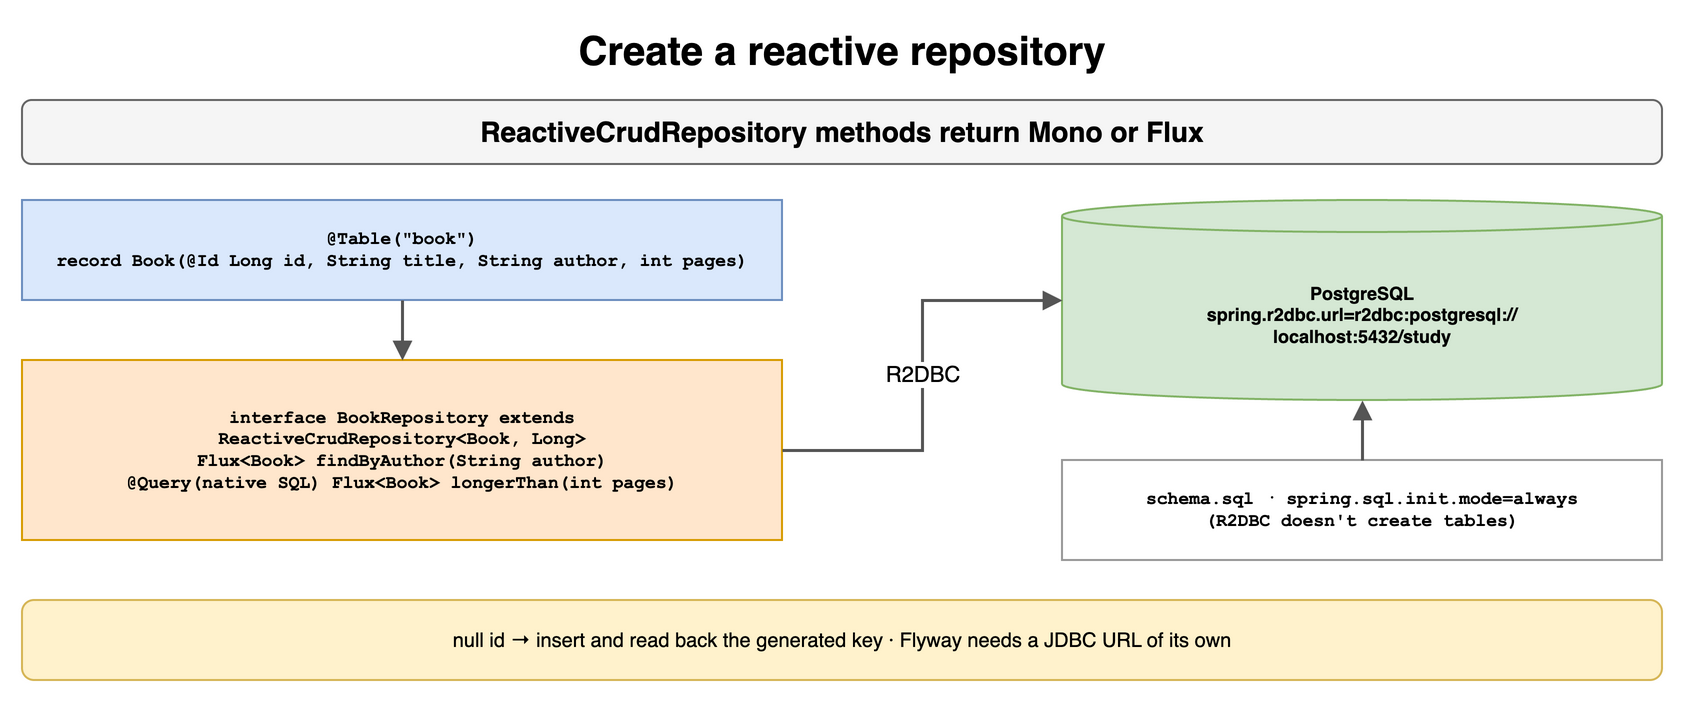 Create a reactive repository
ReactiveCrudRepository methods return Mono or Flux
@Table("book")
record Book(@Id Long id, String title, String author, int pages)
interface BookRepository extends
ReactiveCrudRepository<Book, Long>
Flux<Book> findByAuthor(String author)
@Query(native SQL) Flux<Book> longerThan(int pages)
R2DBC
PostgreSQL
spring.r2dbc.url=r2dbc:postgresql://
localhost:5432/study
schema.sql · spring.sql.init.mode=always
(R2DBC doesn't create tables)
null id → insert and read back the generated key · Flyway needs a JDBC URL of its own